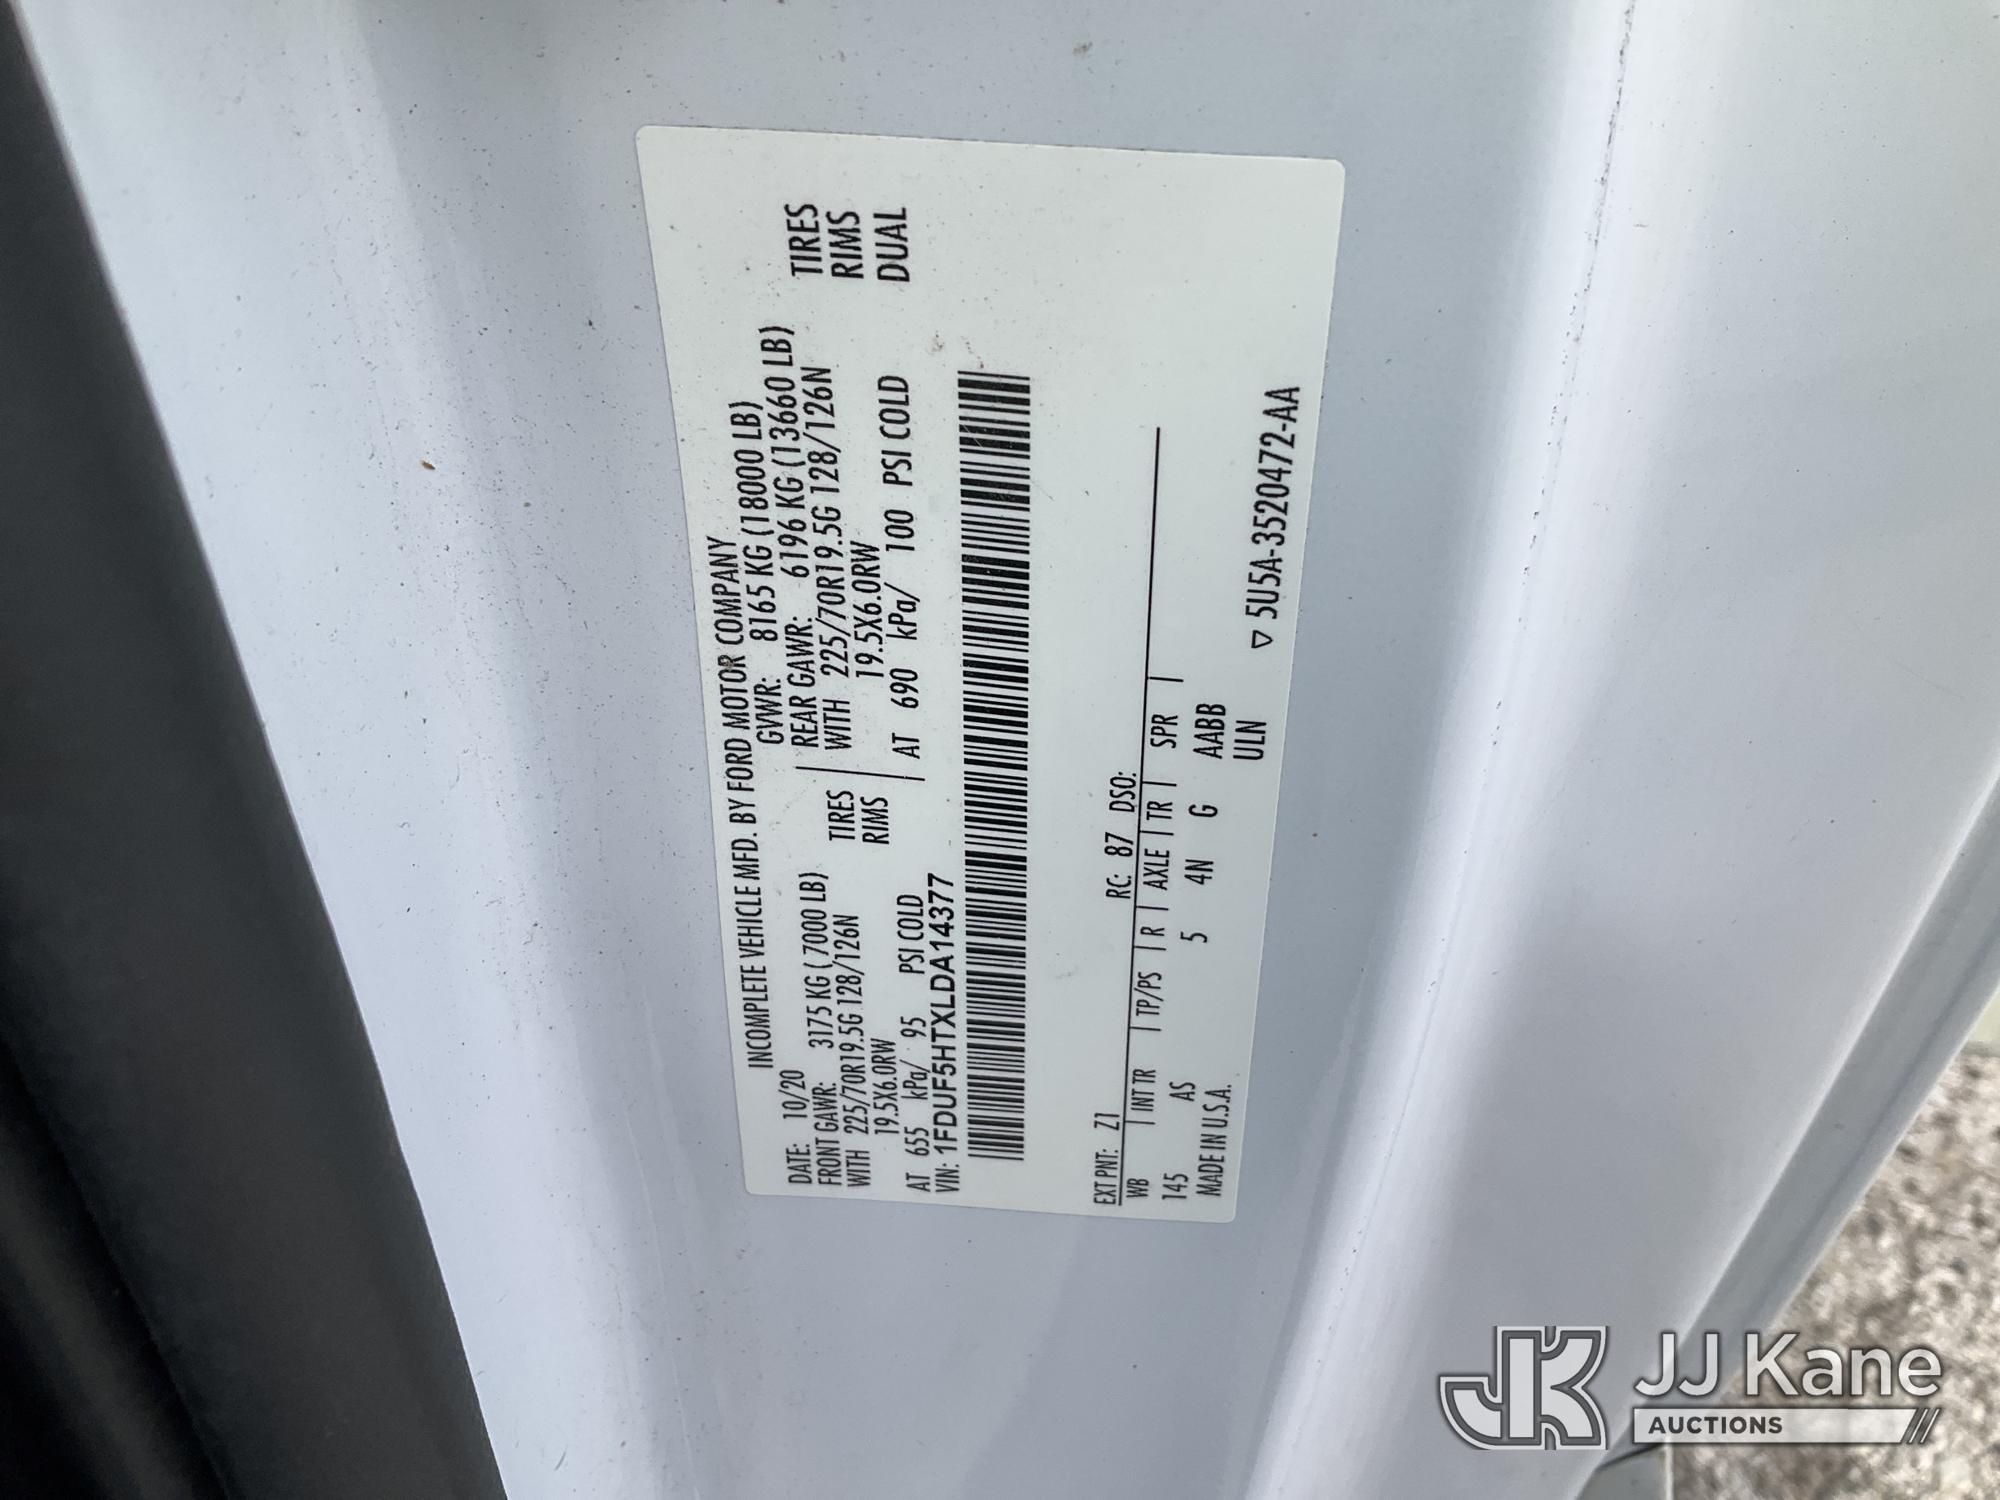 INCOMPLETE VEHICLE MFD. BY FORD MOTOR COMPANY
DATE: 10/20 GVWR: 8165 KG (18000 LB)
FRONT GAWR: 3175 KG (7000 LB) REAR GAWR: 6196 KG (13660 LB)
WITH 225/70R19.5G 128/126N TIRES WITH 225/70R19.5G 128/126N TIRES
19.5X6.0RW RIMS 19.5X6.0RW RIMS
AT 655 kPa/ 95 PSI COLD AT 690 kPa/ 100 PSI COLD DUAL
VIN: 1FDUF5HTXLDA14377
EXT PNT: Z1 RC: 87 DSO:
WB | INT TR | TP/PS | R | AXLE | TR | SPR |
145 AS 5 4N G AABB
MADE IN U.S.A. ULN
▽ 5U5A-3520472-AA
JK JJ Kane
AUCTIONS